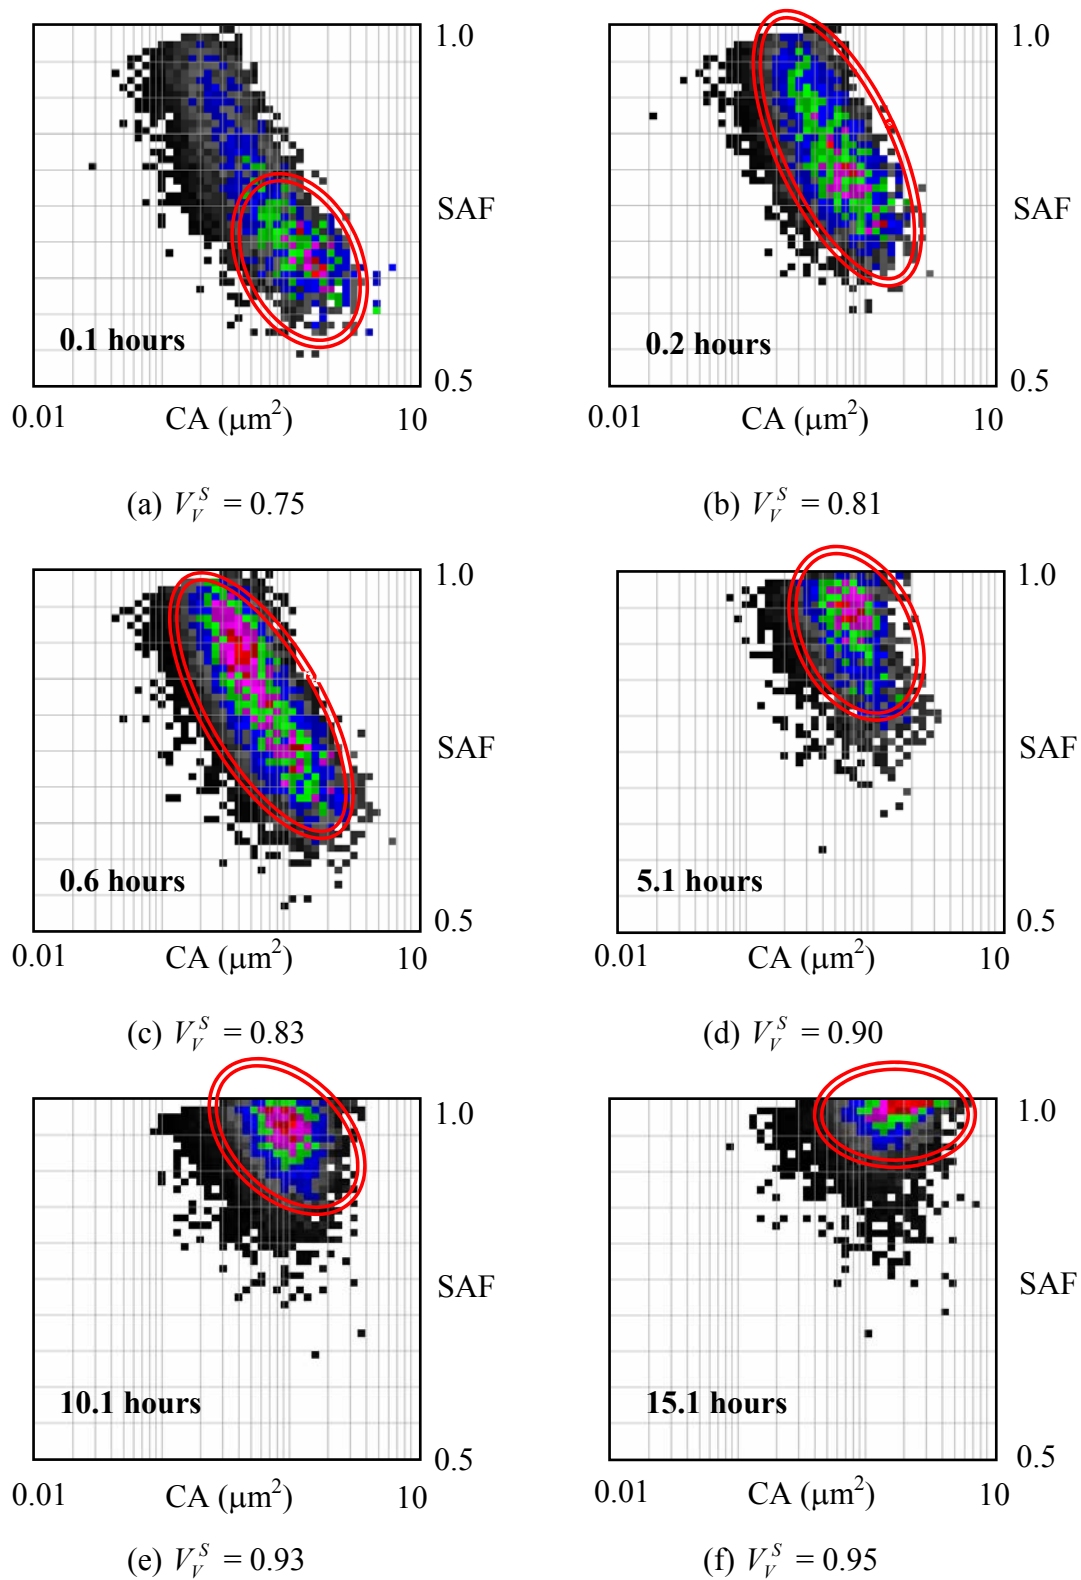 1.0
SAF
0.1 hours
0.5
0.01 CA (μm²) 10
(a) V_V^S = 0.75
1.0
SAF
0.2 hours
0.5
0.01 CA (μm²) 10
(b) V_V^S = 0.81
1.0
SAF
0.6 hours
0.5
0.01 CA (μm²) 10
(c) V_V^S = 0.83
1.0
SAF
5.1 hours
0.5
0.01 CA (μm²) 10
(d) V_V^S = 0.90
1.0
SAF
10.1 hours
0.5
0.01 CA (μm²) 10
(e) V_V^S = 0.93
1.0
SAF
15.1 hours
0.5
0.01 CA (μm²) 10
(f) V_V^S = 0.95